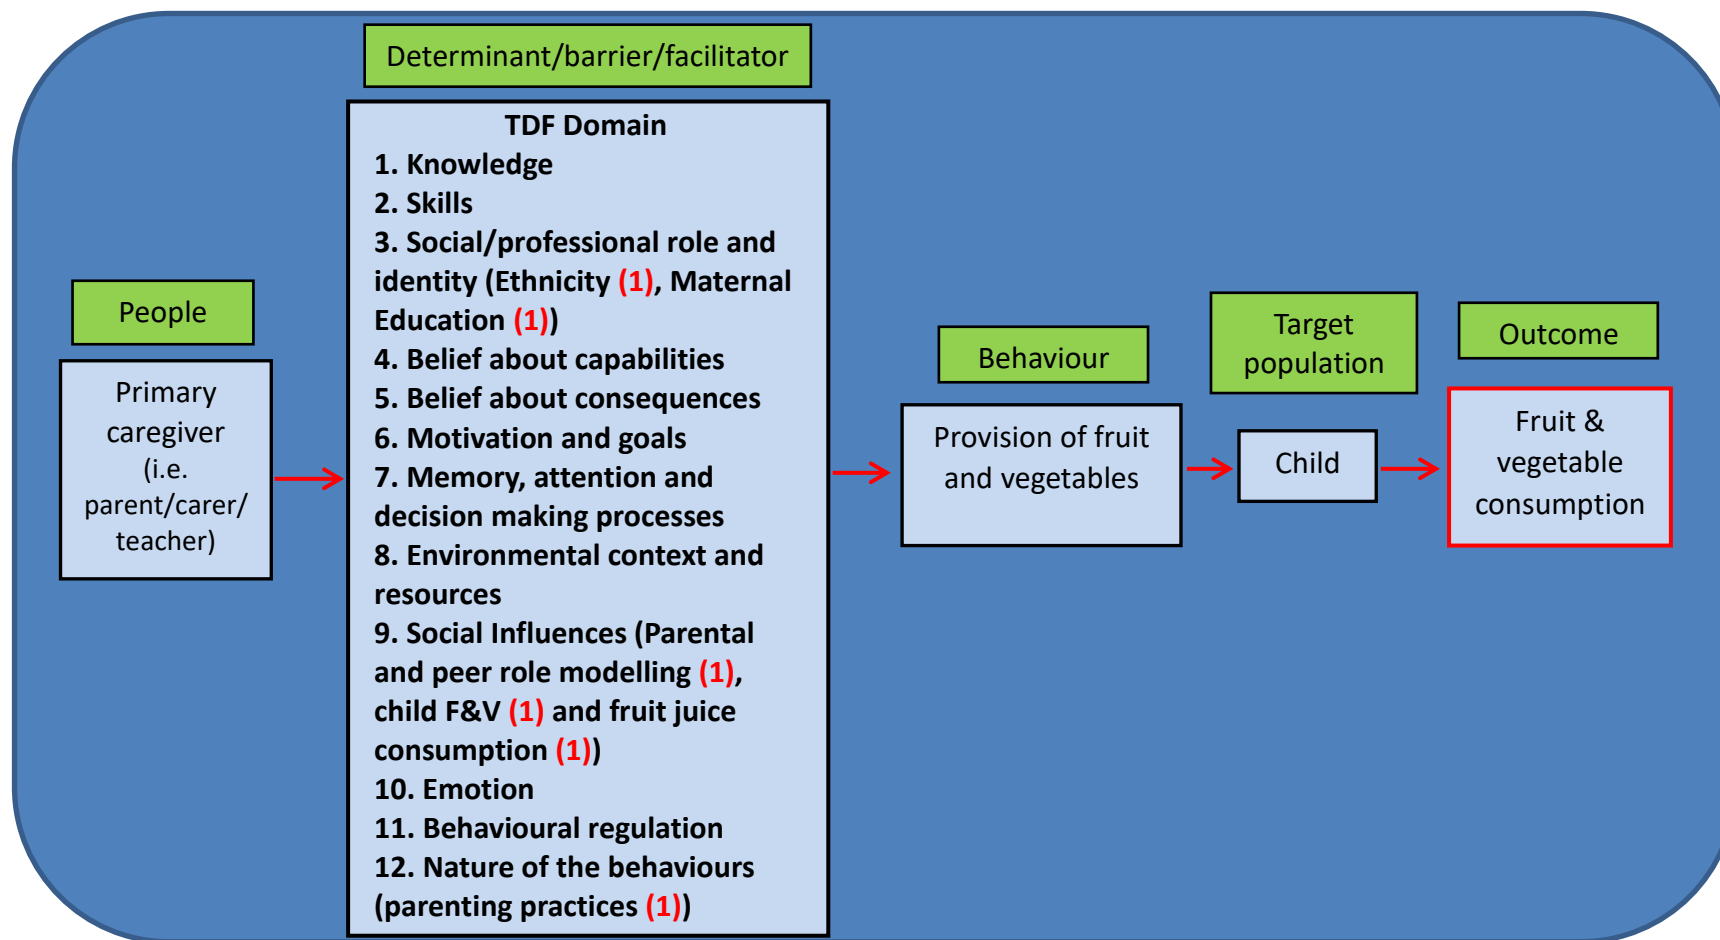 Determinant/barrier/facilitator
TDF Domain
1. Knowledge
2. Skills
3. Social/professional role and
identity (Ethnicity (1), Maternal
Education (1))
4. Belief about capabilities
5. Belief about consequences
6. Motivation and goals
7. Memory, attention and
decision making processes
8. Environmental context and
resources
9. Social Influences (Parental
and peer role modelling (1),
child F&V (1) and fruit juice
consumption (1))
10. Emotion
11. Behavioural regulation
12. Nature of the behaviours
(parenting practices (1))
People
Primary
caregiver
(i.e.
parent/carer/
teacher)
Behaviour
Provision of fruit
and vegetables
Target
population
Child
Outcome
Fruit &
vegetable
consumption